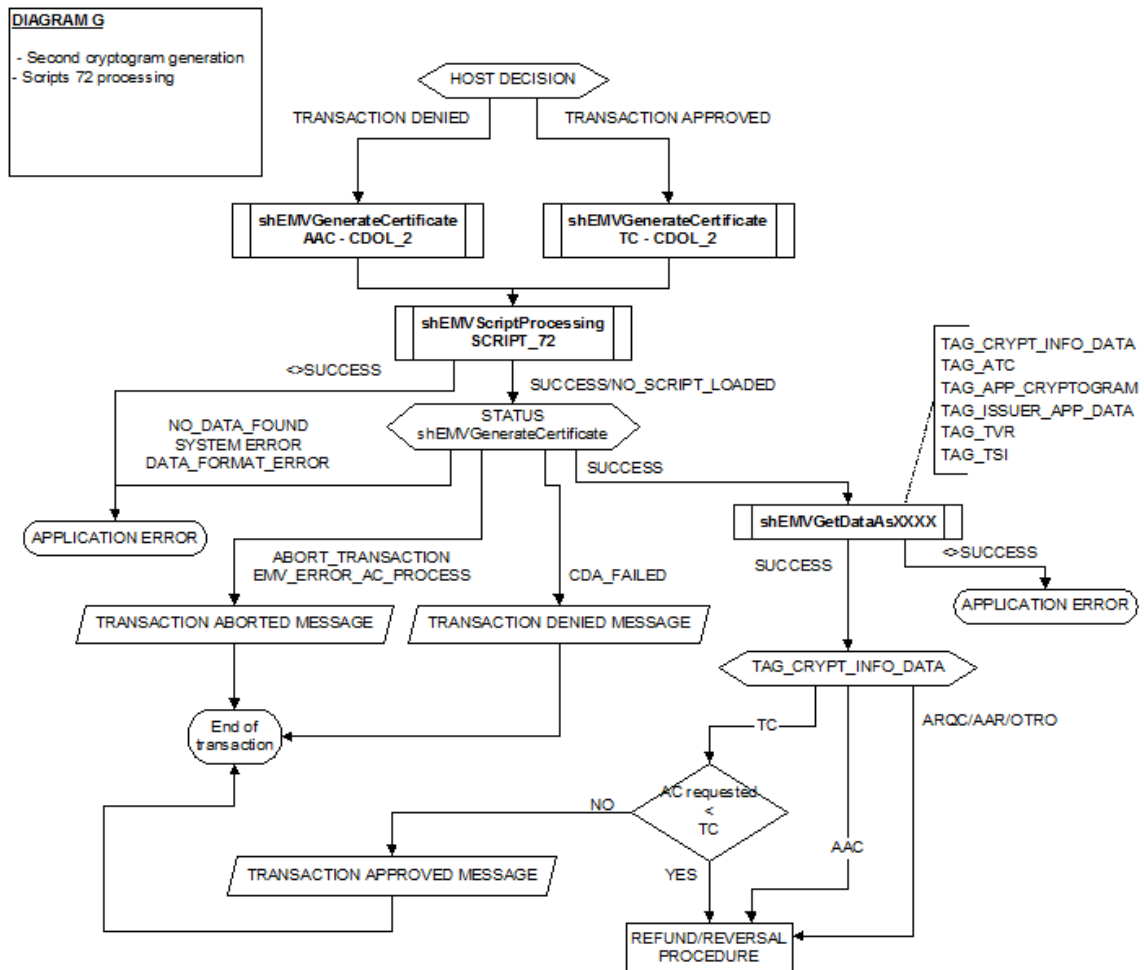 DIAGRAM G
- Second cryptogram generation
- Scripts 72 processing
HOST DECISION
TRANSACTION DENIED
TRANSACTION APPROVED
shEMVGenerateCertificate
AAC - CDOL_2
shEMVGenerateCertificate
TC - CDOL_2
shEMVScriptProcessing
SCRIPT_72
TAG_CRYPT_INFO_DATA
TAG_ATC
TAG_APP_CRYPTOGRAM
TAG_ISSUER_APP_DATA
TAG_TVR
TAG_TSI
<>SUCCESS
SUCCESS/NO_SCRIPT_LOADED
STATUS
shEMVGenerateCertificate
NO_DATA_FOUND
SYSTEM ERROR
DATA_FORMAT_ERROR
SUCCESS
shEMVGetDataAsXXXX
APPLICATION ERROR
ABORT_TRANSACTION
EMV_ERROR_AC_PROCESS
CDA_FAILED
SUCCESS
<>SUCCESS
APPLICATION ERROR
TRANSACTION ABORTED MESSAGE
TRANSACTION DENIED MESSAGE
TAG_CRYPT_INFO_DATA
End of
transaction
TC
ARQC/AAR/OTRO
AC requested
<
TC
NO
AAC
YES
TRANSACTION APPROVED MESSAGE
REFUND/REVERSAL
PROCEDURE